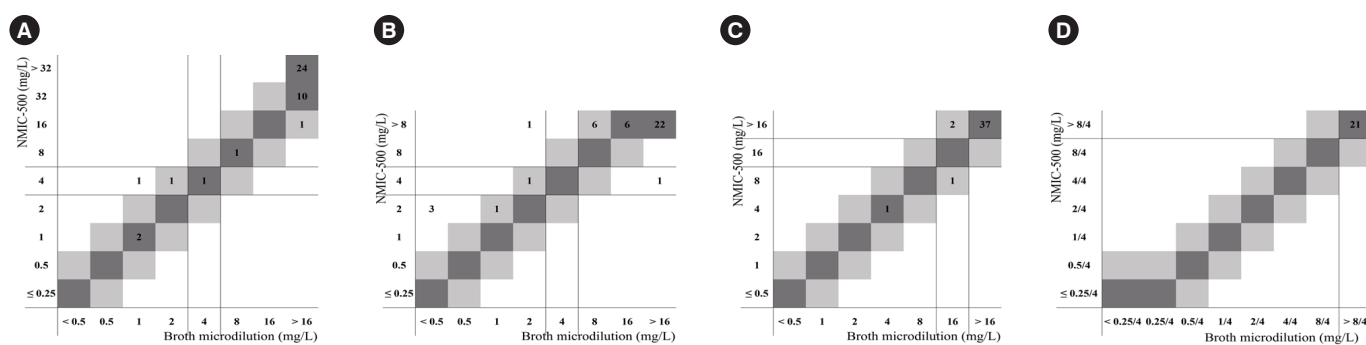 A
NMIC-500 (mg/L)
> 32 24
32 10
16 1
8 1
4 1 1 1
2
1 2
0.5
≤ 0.25
< 0.5 0.5 1 2 4 8 16 > 16
Broth microdilution (mg/L)
B
NMIC-500 (mg/L)
> 8 1 6 6 22
8
4 1 1
2 3 1
1
0.5
≤ 0.25
< 0.5 0.5 1 2 4 8 16 > 16
Broth microdilution (mg/L)
C
NMIC-500 (mg/L)
> 16 2 37
16
8 1
4 1
2
1
≤ 0.5
< 0.5 1 2 4 8 16 > 16
Broth microdilution (mg/L)
D
NMIC-500 (mg/L)
> 8/4 21
8/4
4/4
2/4
1/4
0.5/4
≤ 0.25/4
< 0.25/4 0.25/4 0.5/4 1/4 2/4 4/4 8/4 > 8/4
Broth microdilution (mg/L)